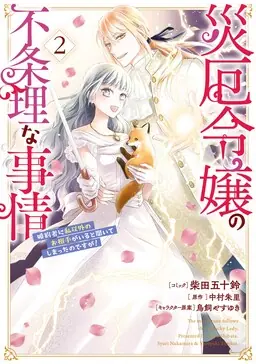 災厄令嬢の
不条理な事情
2
婚約者に私以外の
お相手がいると聞いて
しまったのですが!
[コミック] 柴田五十鈴
[原作] 中村朱里
[キャラクター原案] 鳥飼やすゆき